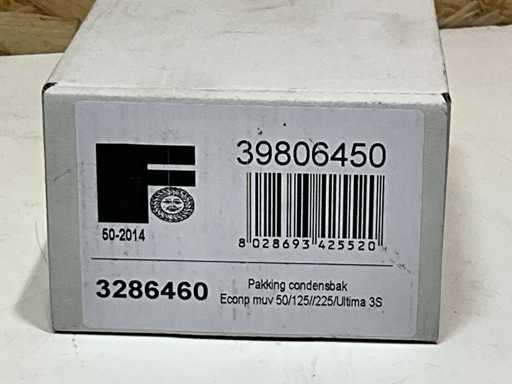 F
39806450
8 028693 425520
50-2014
3286460
Pakking condensbak
Econp muv 50/125//225/Ultima 3S